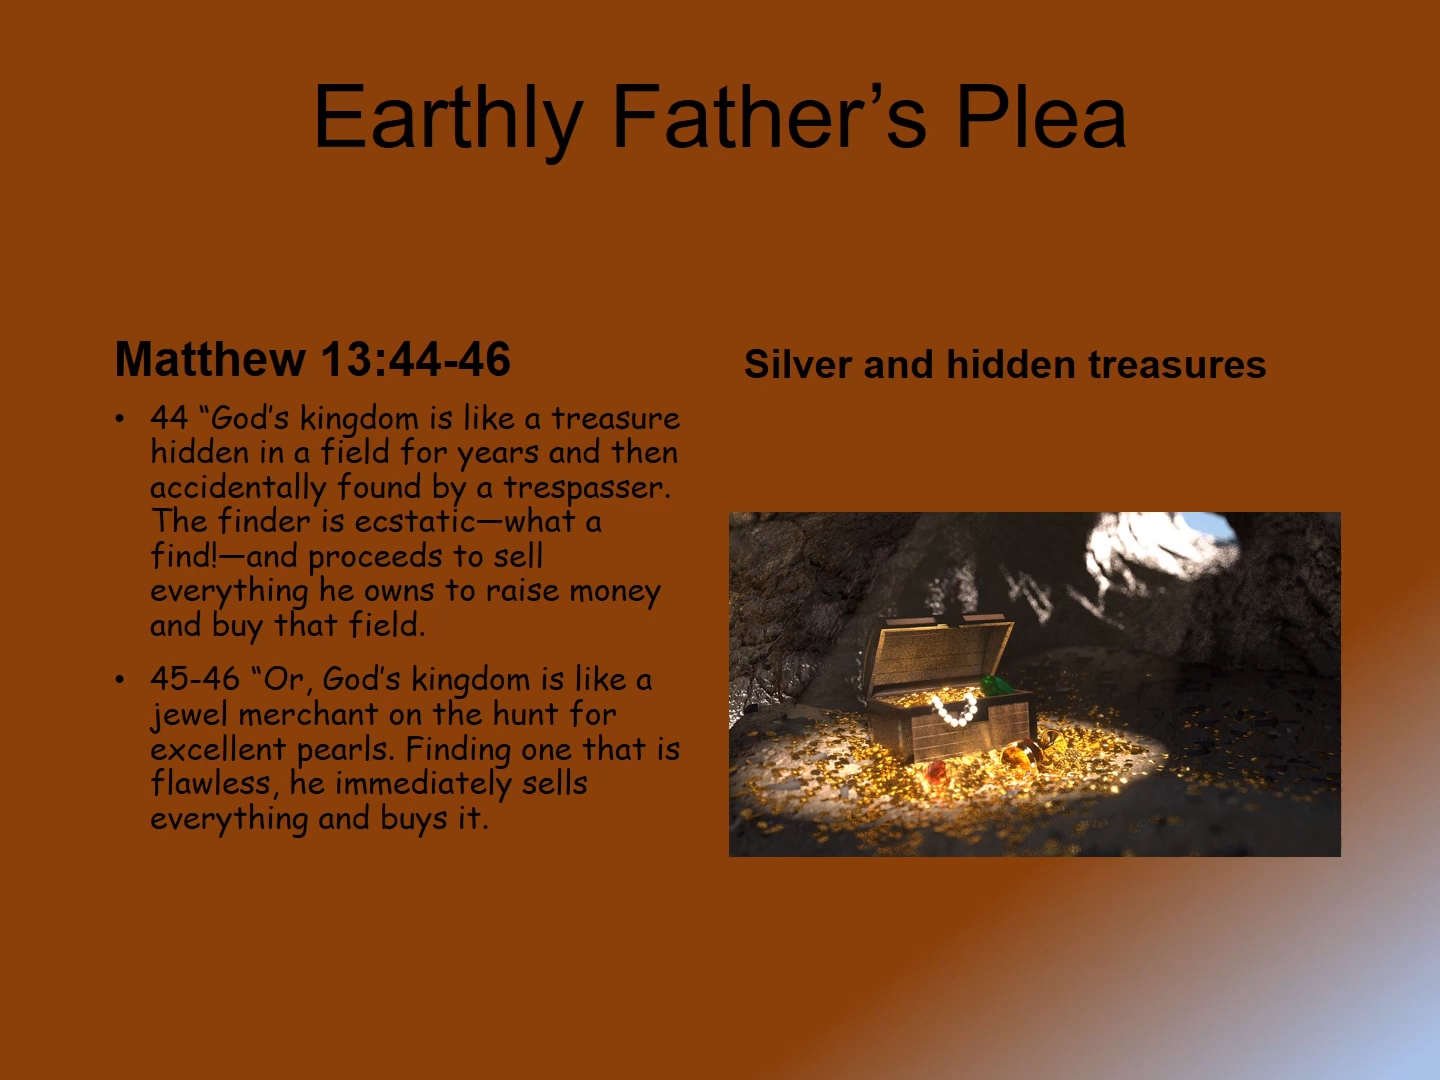 Earthly Father’s Plea
Matthew 13:44-46
• 44 “God’s kingdom is like a treasure
hidden in a field for years and then
accidentally found by a trespasser.
The finder is ecstatic—what a
find!—and proceeds to sell
everything he owns to raise money
and buy that field.
• 45-46 “Or, God’s kingdom is like a
jewel merchant on the hunt for
excellent pearls. Finding one that is
flawless, he immediately sells
everything and buys it.
Silver and hidden treasures